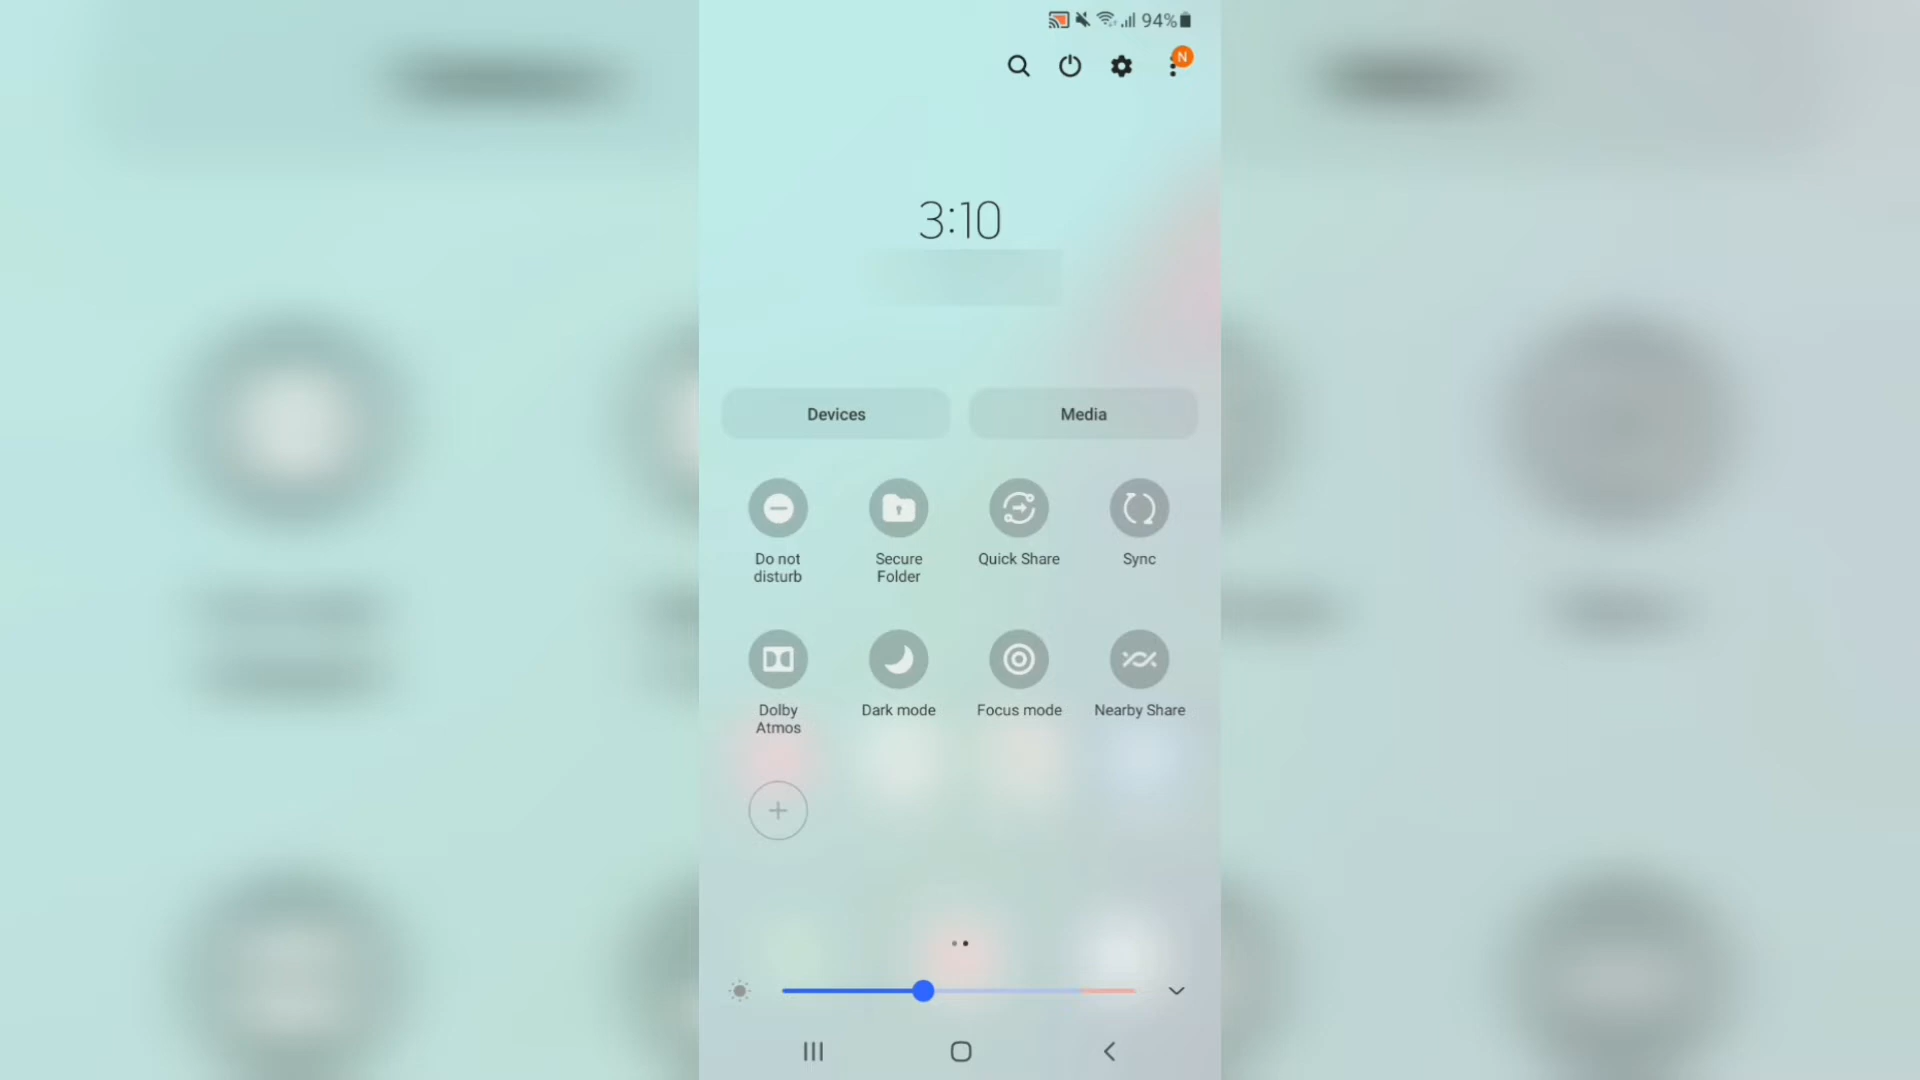 94%
N
3:10
Devices
Media
Do not
disturb
Secure
Folder
Quick Share
Sync
Dolby
Atmos
Dark mode
Focus mode
Nearby Share